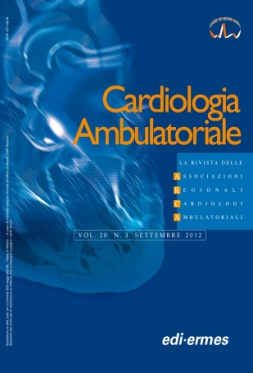 Cardiologia
Ambulatoriale
LA RIVISTA DELLE
ASSOCIAZIONI
REGIONALI
CARDIOLOGI
AMBULATORIALI
VOL. 20 N. 3 SETTEMBRE 2012
edi·ermes